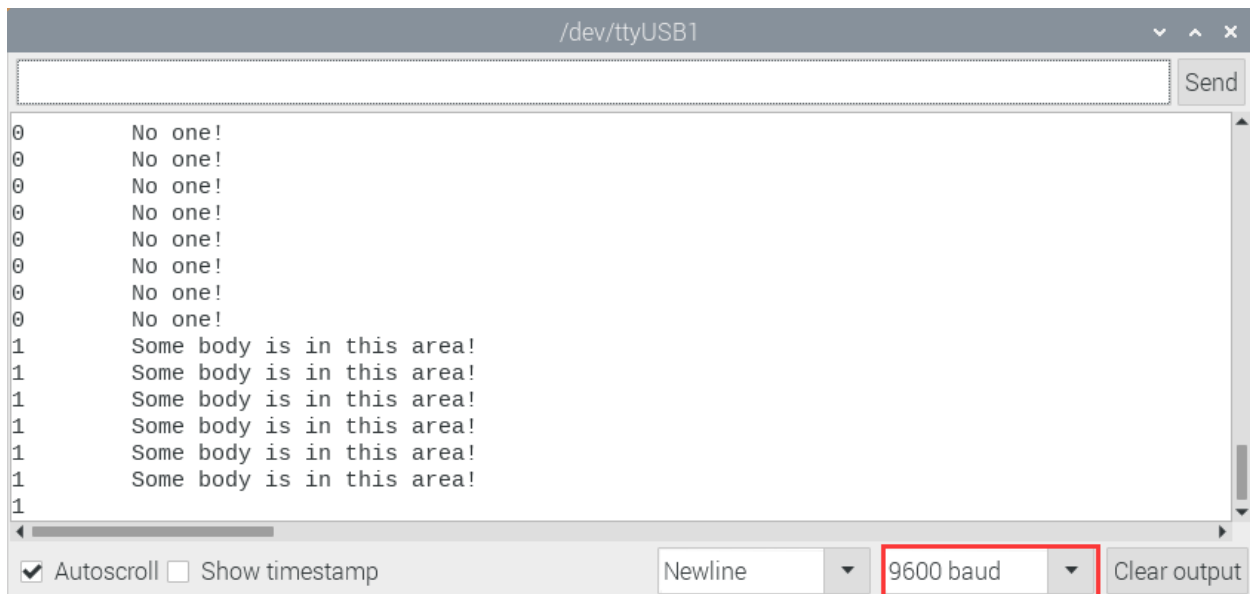 /dev/ttyUSB1
Send
0 No one!
0 No one!
0 No one!
0 No one!
0 No one!
0 No one!
0 No one!
0 No one!
1 Some body is in this area!
1 Some body is in this area!
1 Some body is in this area!
1 Some body is in this area!
1 Some body is in this area!
1 Some body is in this area!
1
Autoscroll Show timestamp Newline 9600 baud Clear output